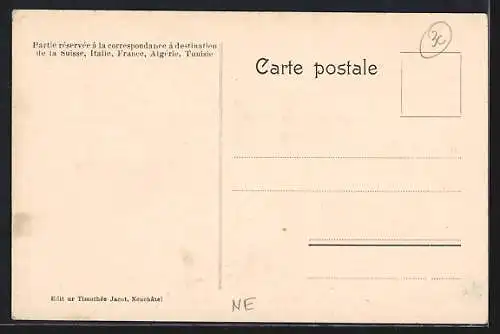 Partie réservée à la correspondance à destination
de la Suisse, Italie, France, Algérie, Tunisie
Carte postale
Edit ur Timothée Jacot, Neuchâtel
NE